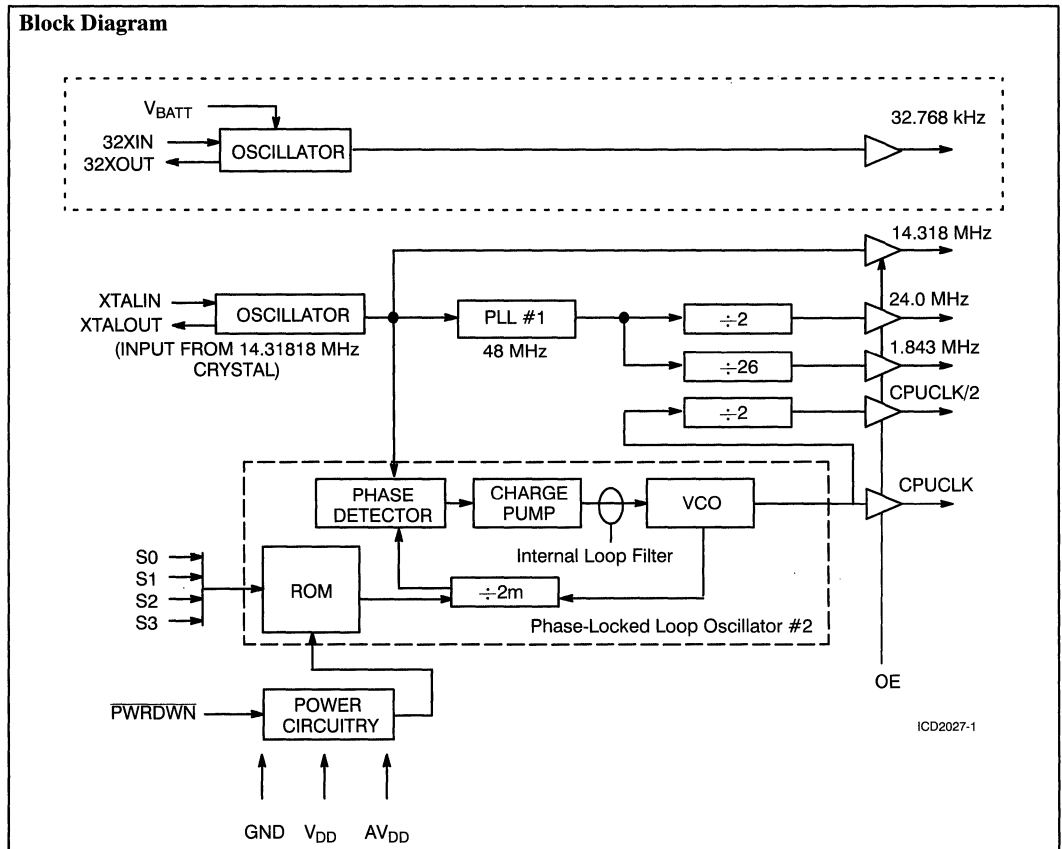 Block Diagram
VBATT
32XIN
32XOUT
OSCILLATOR
32.768 kHz
14.318 MHz
XTALIN
XTALOUT
OSCILLATOR
(INPUT FROM 14.31818 MHz
CRYSTAL)
PLL #1
48 MHz
÷2
24.0 MHz
÷26
1.843 MHz
÷2
CPUCLK/2
PHASE
DETECTOR
CHARGE
PUMP
VCO
CPUCLK
Internal Loop Filter
S0
S1
S2
S3
ROM
÷2m
Phase-Locked Loop Oscillator #2
OE
PWRDWN
POWER
CIRCUITRY
ICD2027-1
GND VDD AVDD